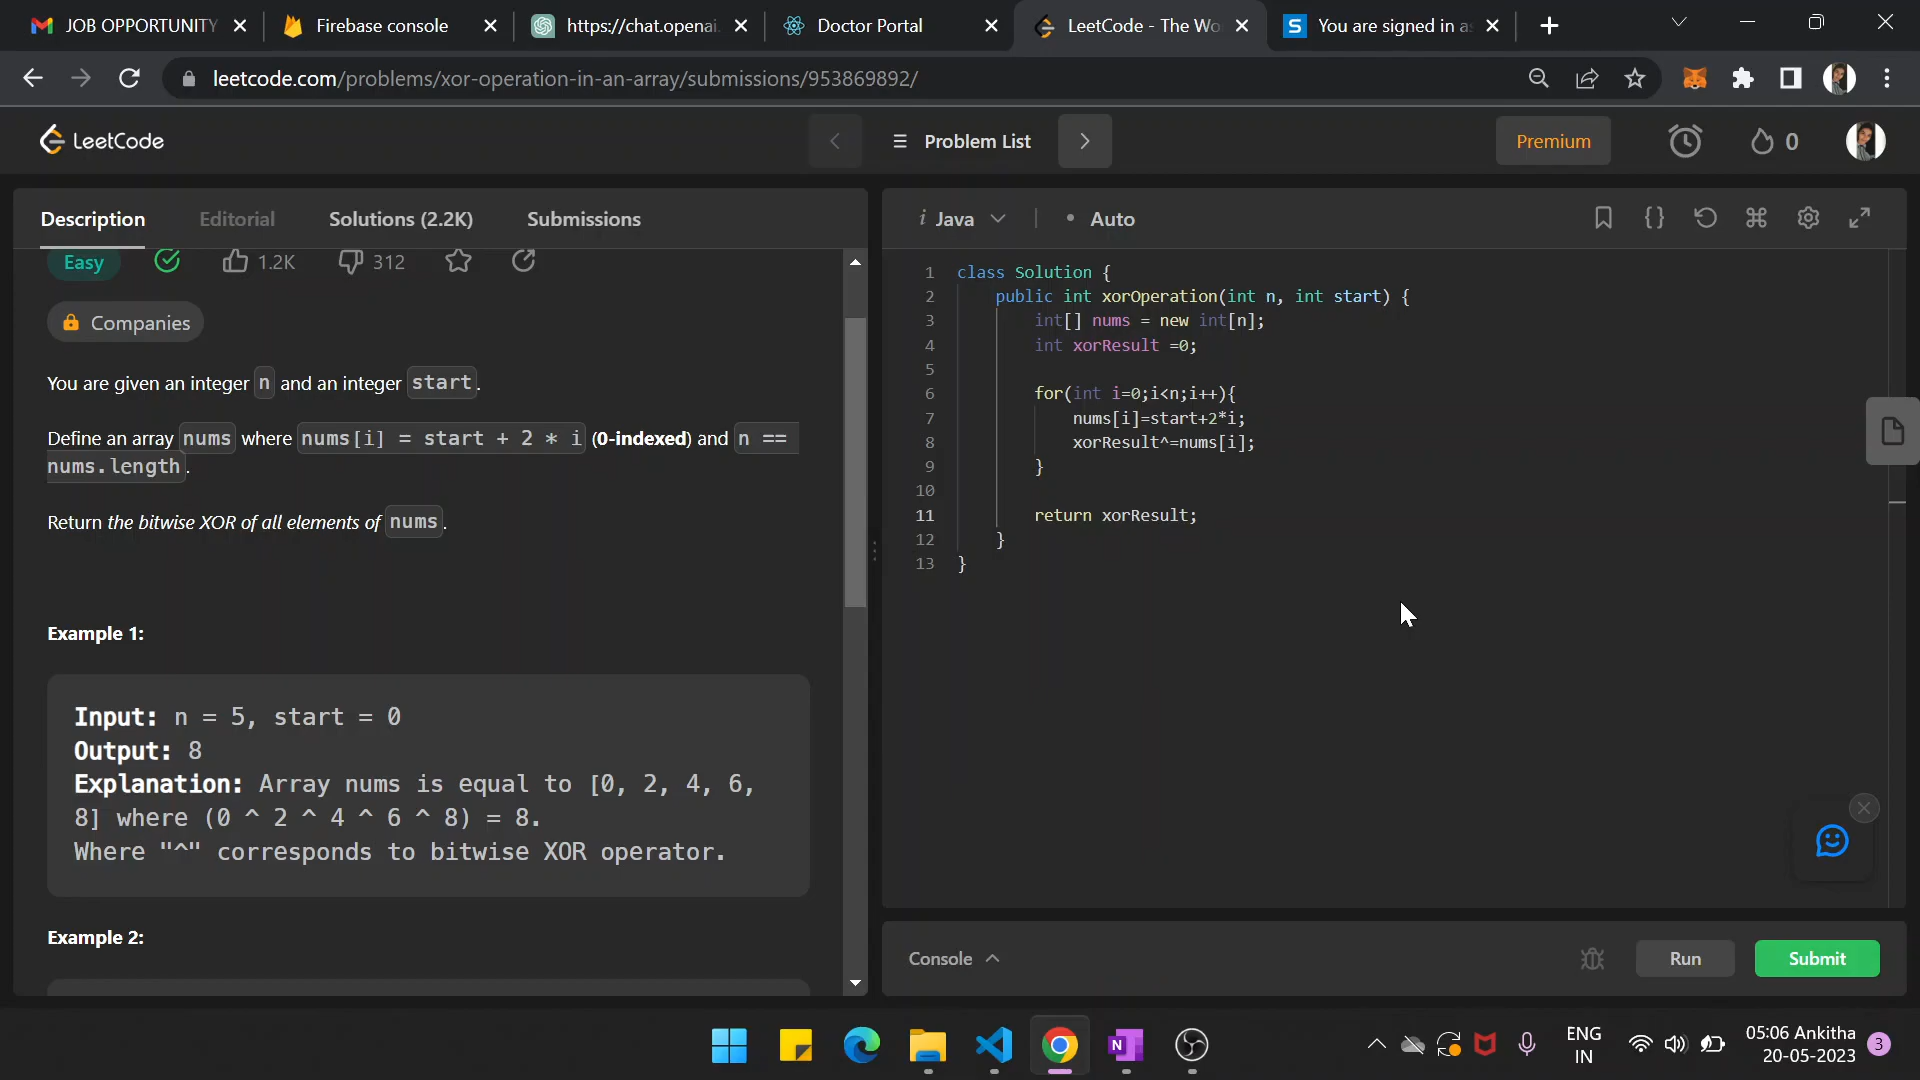 JOB OPPORTUNITY
Firebase console
https://chat.openai.
Doctor Portal
LeetCode - The Wo
You are signed in as
leetcode.com/problems/xor-operation-in-an-array/submissions/953869892/
LeetCode
Problem List
Premium
0
Description
Editorial
Solutions (2.2K)
Submissions
Easy
1.2K
312
Companies
You are given an integer n and an integer start.
Define an array nums where nums[i] = start + 2 * i (0-indexed) and n ==
nums.length.
Return the bitwise XOR of all elements of nums.
Example 1:
Input: n = 5, start = 0
Output: 8
Explanation: Array nums is equal to [0, 2, 4, 6,
8] where (0 ^ 2 ^ 4 ^ 6 ^ 8) = 8.
Where "^" corresponds to bitwise XOR operator.
Example 2:
i Java
• Auto
1 class Solution {
2 public int xorOperation(int n, int start) {
3 int[] nums = new int[n];
4 int xorResult =0;
5
6 for(int i=0;i<n;i++){
7 nums[i]=start+2*i;
8 xorResult^=nums[i];
9 }
10
11 return xorResult;
12 }
13 }
Console
Run
Submit
ENG
IN
05:06 Ankitha
20-05-2023
3